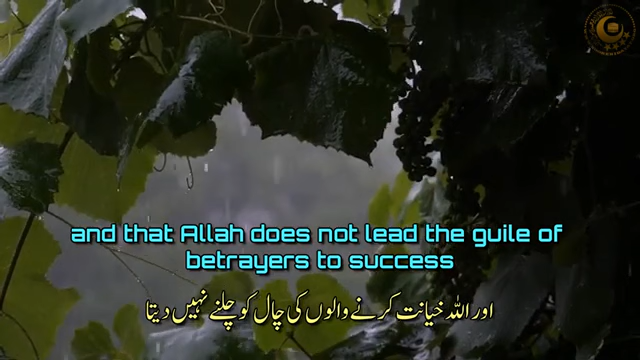 and that Allah does not lead the guile of
betrayers to success
اور اللہ خیانت کرنے والوں کی چال کو چلنے نہیں دیتا